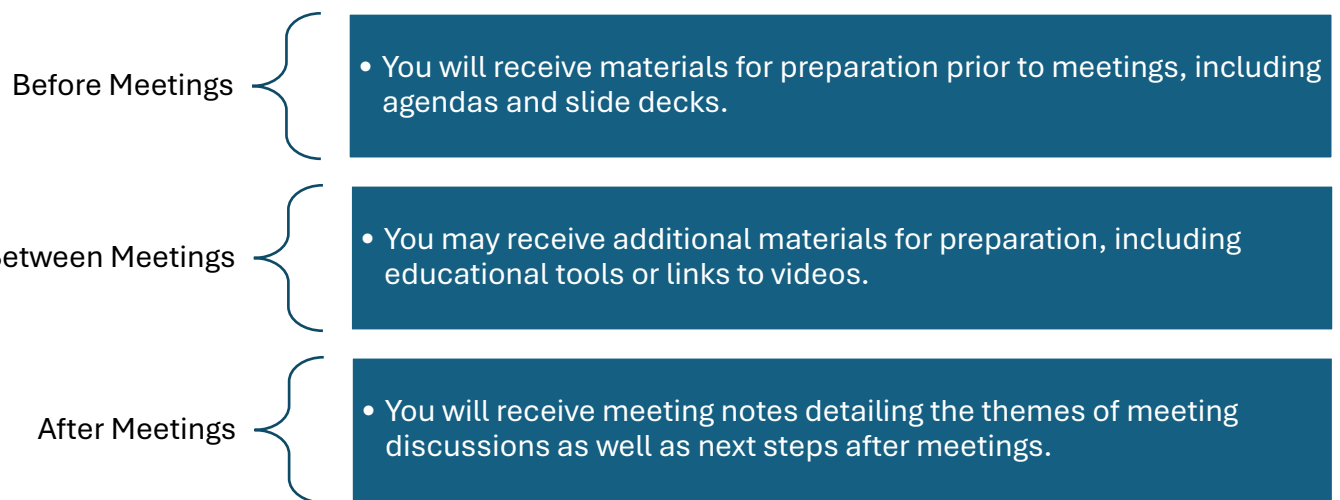 Before Meetings
• You will receive materials for preparation prior to meetings, including
agendas and slide decks.
Between Meetings
• You may receive additional materials for preparation, including
educational tools or links to videos.
After Meetings
• You will receive meeting notes detailing the themes of meeting
discussions as well as next steps after meetings.